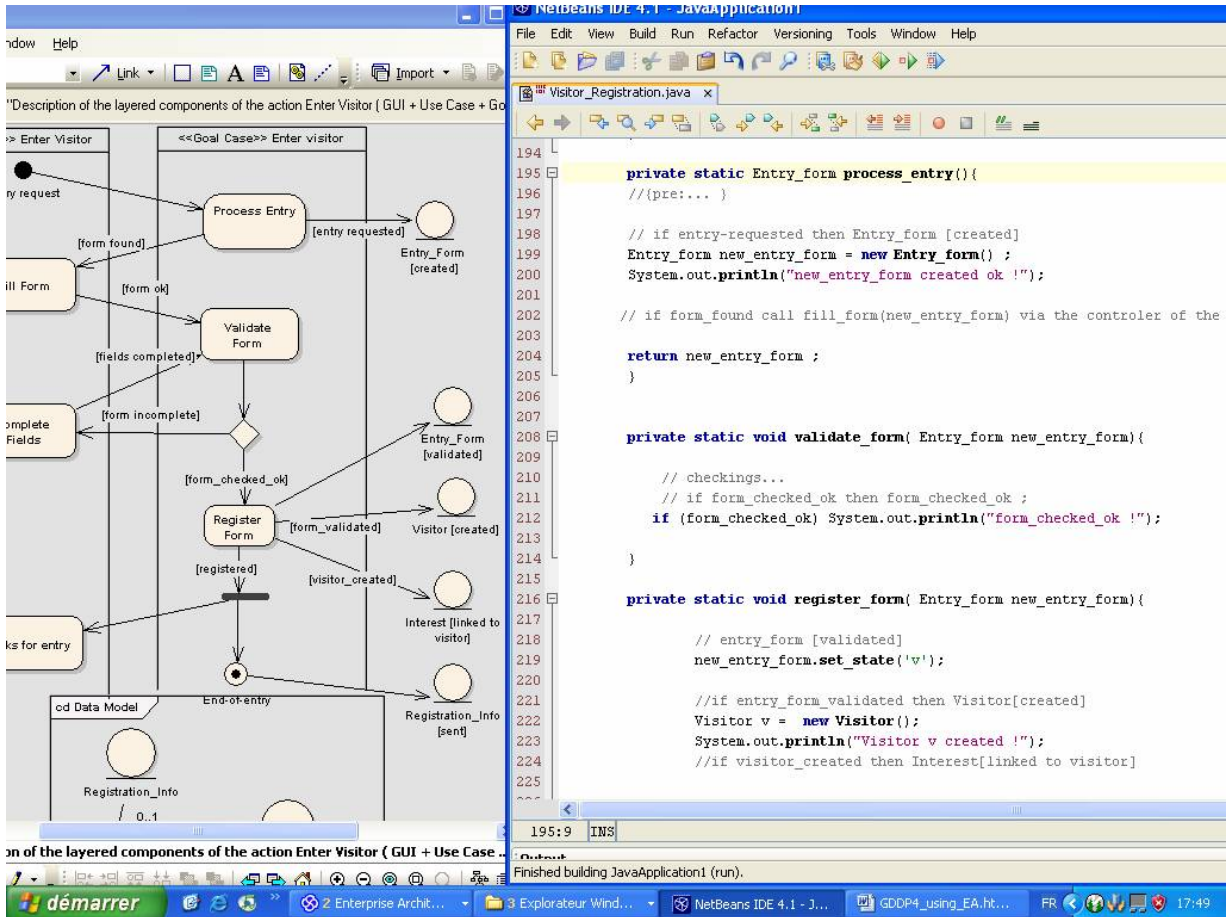 ndow Help
Link
A
Import
"Description of the layered components of the action Enter Visitor ( GUI + Use Case + Go
>> Enter Visitor
<<Goal Case>> Enter visitor
ry request
Process Entry
[entry requested]
Entry_Form
[created]
[form found]
ill Form
[form ok]
Validate
Form
[fields completed]
[form incomplete]
omplete
Fields
Entry_Form
[validated]
[form_checked_ok]
Register
Form
[form_validated]
Visitor [created]
[registered]
[visitor_created]
Interest [linked to
visitor]
ks for entry
End-of-entry
Registration_Info
[sent]
cd Data Model
Registration_Info
0..1
on of the layered components of the action Enter Visitor ( GUI + Use Case ..
NetBeans IDE 4.1 - JavaApplication1
File Edit View Build Run Refactor Versioning Tools Window Help
Visitor_Registration.java x
194
195 private static Entry_form process_entry(){
196 //{pre:... }
197
198 // if entry-requested then Entry_form [created]
199 Entry_form new_entry_form = new Entry_form() ;
200 System.out.println("new_entry_form created ok !");
201
202 // if form_found call fill_form(new_entry_form) via the controler of the
203
204 return new_entry_form ;
205 }
206
207
208 private static void validate_form( Entry_form new_entry_form){
209
210 // checkings...
211 // if form_checked_ok then form_checked_ok ;
212 if (form_checked_ok) System.out.println("form_checked_ok !");
213
214 }
215
216 private static void register_form( Entry_form new_entry_form){
217
218 // entry_form [validated]
219 new_entry_form.set_state('v');
220
221 //if entry_form_validated then Visitor[created]
222 Visitor v = new Visitor();
223 System.out.println("Visitor v created !");
224 //if visitor_created then Interest[linked to visitor]
225
195:9 INS
Output
Finished building JavaApplication1 (run).
démarrer
»
2 Enterprise Archit...
3 Explorateur Wind...
NetBeans IDE 4.1 - J...
GDDP4_using_EA.ht...
FR
17:49